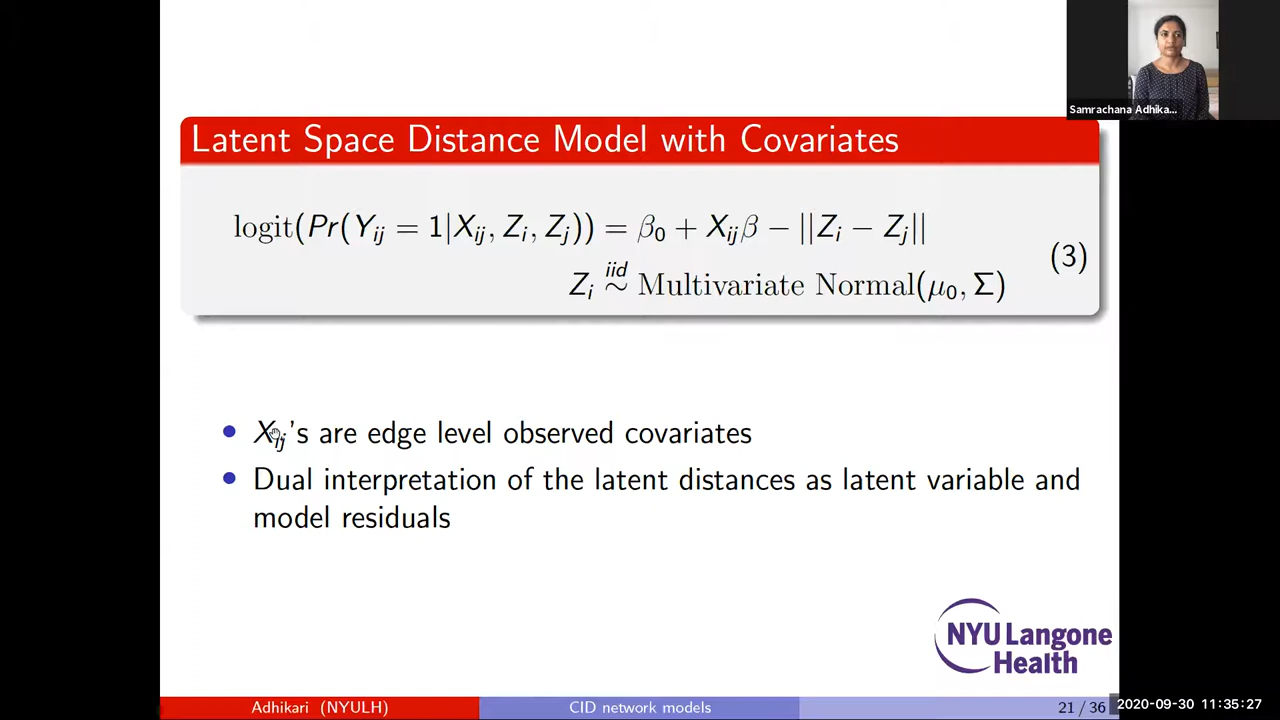 Samrachana Adhika...
Latent Space Distance Model with Covariates
logit(Pr(Y_ij = 1|X_ij, Z_i, Z_j)) = β_0 + X_ijβ − ||Z_i − Z_j||
Z_i iid ∼ Multivariate Normal(μ_0, Σ)
(3)
• X_ij's are edge level observed covariates
• Dual interpretation of the latent distances as latent variable and
model residuals
NYU Langone
Health
Adhikari (NYULH) CID network models 21 / 36
2020-09-30 11:35:27